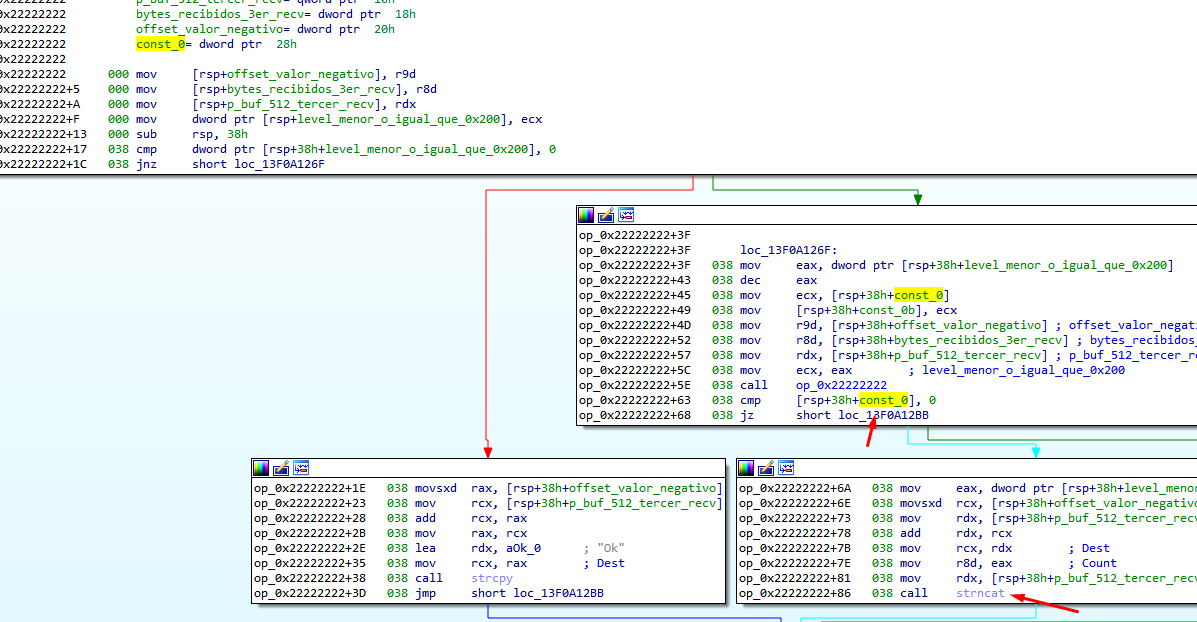 0x22222222 p_buf_512_tercer_recv= qword ptr 10h
0x22222222 bytes_recibidos_3er_recv= dword ptr 18h
0x22222222 offset_valor_negativo= dword ptr 20h
0x22222222 const_0= dword ptr 28h
0x22222222
0x22222222 000 mov [rsp+offset_valor_negativo], r9d
0x22222222+5 000 mov [rsp+bytes_recibidos_3er_recv], r8d
0x22222222+A 000 mov [rsp+p_buf_512_tercer_recv], rdx
0x22222222+F 000 mov dword ptr [rsp+level_menor_o_igual_que_0x200], ecx
0x22222222+13 000 sub rsp, 38h
0x22222222+17 038 cmp dword ptr [rsp+38h+level_menor_o_igual_que_0x200], 0
0x22222222+1C 038 jnz short loc_13F0A126F
op_0x22222222+3F
op_0x22222222+3F loc_13F0A126F:
op_0x22222222+3F 038 mov eax, dword ptr [rsp+38h+level_menor_o_igual_que_0x200]
op_0x22222222+43 038 dec eax
op_0x22222222+45 038 mov ecx, [rsp+38h+const_0]
op_0x22222222+49 038 mov [rsp+38h+const_0b], ecx
op_0x22222222+4D 038 mov r9d, [rsp+38h+offset_valor_negativo] ; offset_valor_negati
op_0x22222222+52 038 mov r8d, [rsp+38h+bytes_recibidos_3er_recv] ; bytes_recibidos_
op_0x22222222+57 038 mov rdx, [rsp+38h+p_buf_512_tercer_recv] ; p_buf_512_tercer_r
op_0x22222222+5C 038 mov ecx, eax ; level_menor_o_igual_que_0x200
op_0x22222222+5E 038 call op_0x22222222
op_0x22222222+63 038 cmp [rsp+38h+const_0], 0
op_0x22222222+68 038 jz short loc_13F0A12BB
op_0x22222222+1E 038 movsxd rax, [rsp+38h+offset_valor_negativo]
op_0x22222222+23 038 mov rcx, [rsp+38h+p_buf_512_tercer_recv]
op_0x22222222+28 038 add rcx, rax
op_0x22222222+2B 038 mov rax, rcx
op_0x22222222+2E 038 lea rdx, aOk_0 ; "Ok"
op_0x22222222+35 038 mov rcx, rax ; Dest
op_0x22222222+38 038 call strcpy
op_0x22222222+3D 038 jmp short loc_13F0A12BB
op_0x22222222+6A 038 mov eax, dword ptr [rsp+38h+level_menor
op_0x22222222+6E 038 movsxd rcx, [rsp+38h+offset_valor_negativo
op_0x22222222+73 038 mov rdx, [rsp+38h+p_buf_512_tercer_recv
op_0x22222222+78 038 add rdx, rcx
op_0x22222222+7B 038 mov rcx, rdx ; Dest
op_0x22222222+7E 038 mov r8d, eax ; Count
op_0x22222222+81 038 mov rdx, [rsp+38h+p_buf_512_tercer_recv
op_0x22222222+86 038 call strncat